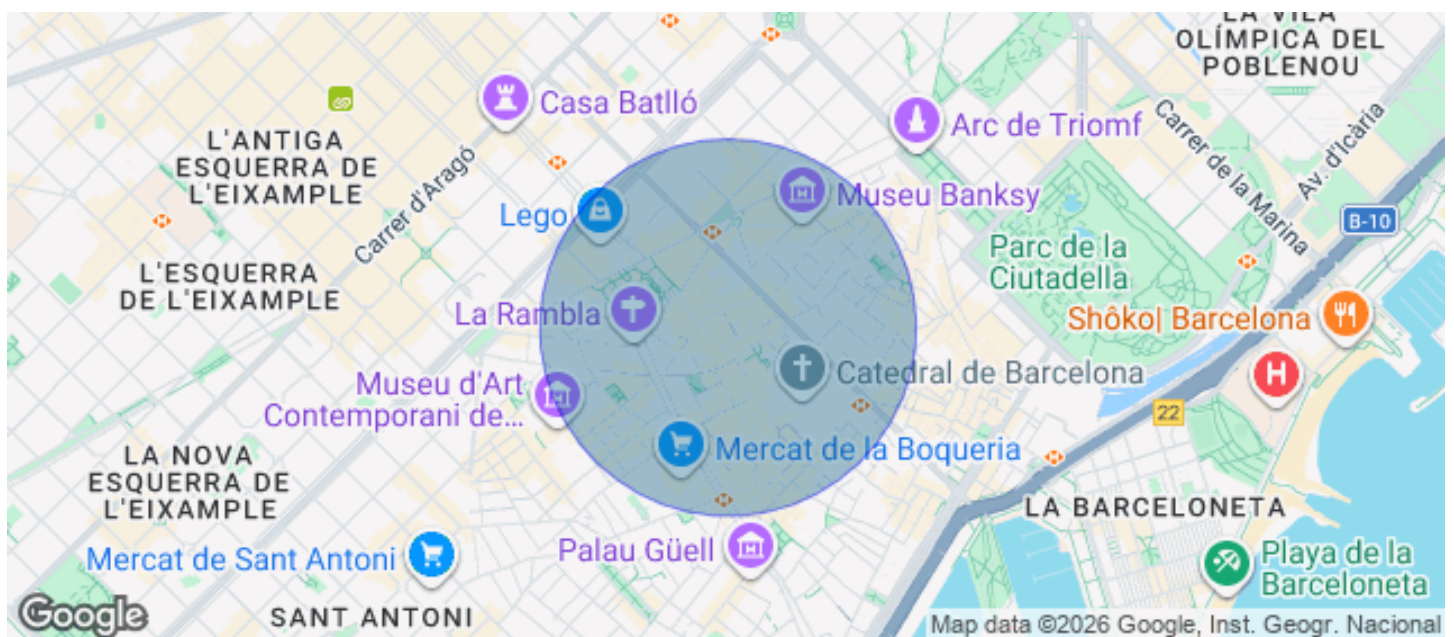 LA VILA
OLÍMPICA DEL
POBLENOU
Casa Batlló
Arc de Triomf
Carrer de la Marina
Av. d'Icària
L'ANTIGA
ESQUERRA DE
L'EIXAMPLE
Carrer d'Aragó
Museu Banksy
Lego
B-10
Parc de la
Ciutadella
L'ESQUERRA
DE L'EIXAMPLE
La Rambla
Shôko| Barcelona
Catedral de Barcelona
H
Museu d'Art
Contemporani de...
22
Mercat de la Boqueria
LA NOVA
ESQUERRA DE
L'EIXAMPLE
LA BARCELONETA
Palau Güell
Mercat de Sant Antoni
Playa de la
Barceloneta
SANT ANTONI
Google
Map data ©2026 Google, Inst. Geogr. Nacional